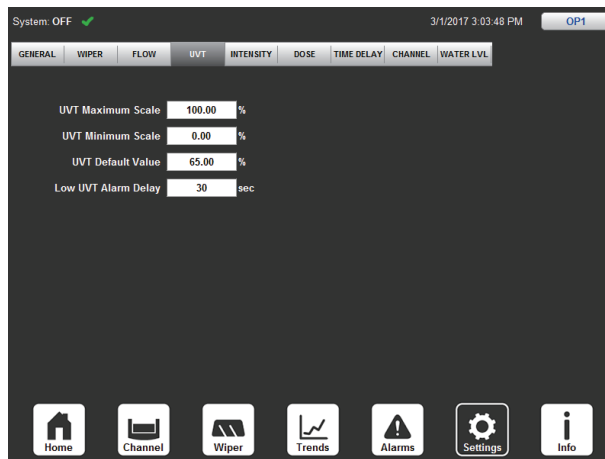 System: OFF 3/1/2017 3:03:48 PM OP1
GENERAL WIPER FLOW UVT INTENSITY DOSE TIME DELAY CHANNEL WATER LVL
UVT Maximum Scale 100.00 %
UVT Minimum Scale 0.00 %
UVT Default Value 65.00 %
Low UVT Alarm Delay 30 sec
Home Channel Wiper Trends Alarms Settings Info